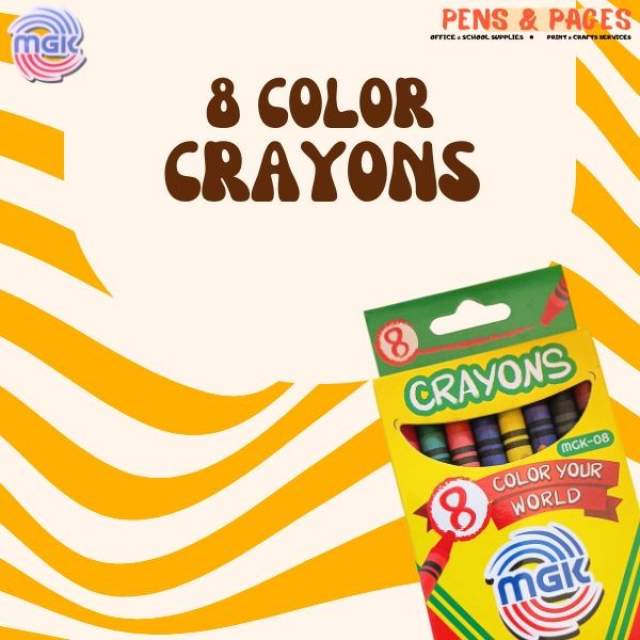 MGK
PENS & PAGES
OFFICE & SCHOOL SUPPLIES • PRINT & CRAFTS SERVICES
8 COLOR
CRAYONS
8
CRAYONS
MGK-08
8 COLOR YOUR
WORLD
MGK